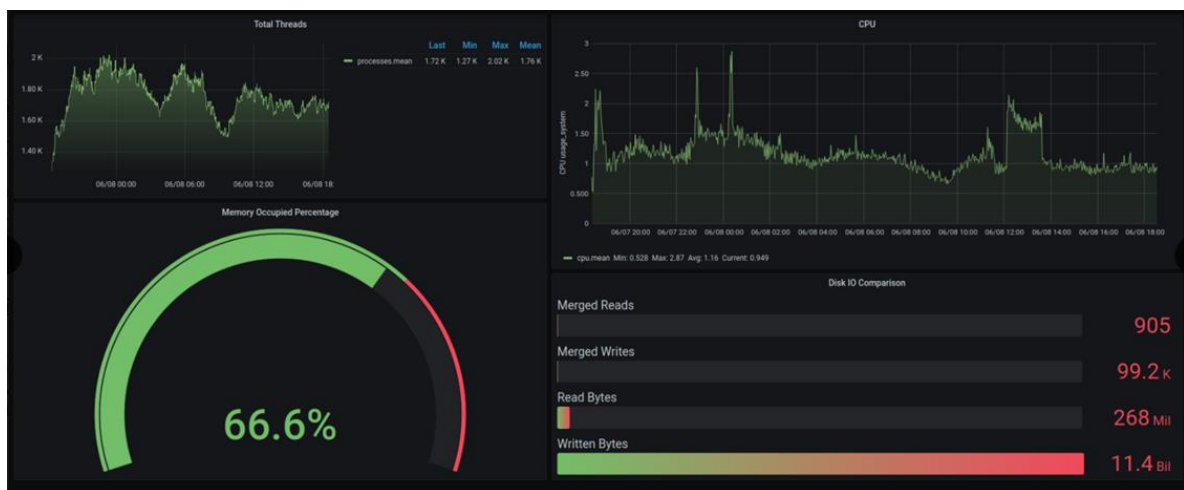 Total Threads
Last Min Max Mean
processes.mean 1.72 K 1.27 K 2.02 K 1.76 K
2 K
1.80 K
1.60 K
1.40 K
06/08 00:00 06/08 06:00 06/08 12:00 06/08 18:
CPU
3
2.50
2
1.50
1
0.500
0
CPU usage_system
06/07 20:00 06/07 22:00 06/08 00:00 06/08 02:00 06/08 04:00 06/08 06:00 06/08 08:00 06/08 10:00 06/08 12:00 06/08 14:00 06/08 16:00 06/08 18:00
cpu.mean Min: 0.528 Max: 2.87 Avg: 1.16 Current: 0.949
Memory Occupied Percentage
66.6%
Disk IO Comparison
Merged Reads
905
Merged Writes
99.2 K
Read Bytes
268 Mil
Written Bytes
11.4 Bil